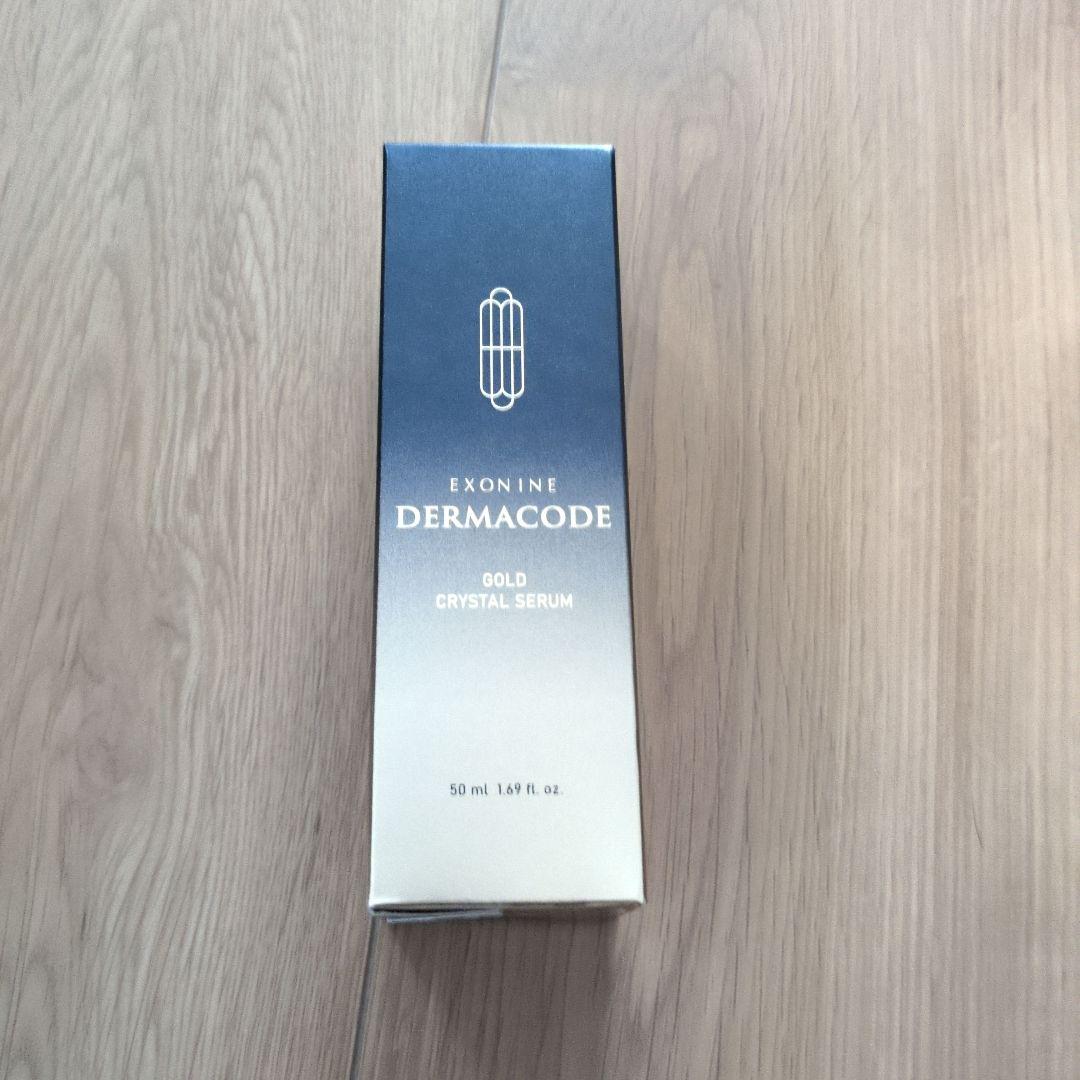 EXONINE
DERMACODE
GOLD
CRYSTAL SERUM
50 ml 1.69 fl. oz.